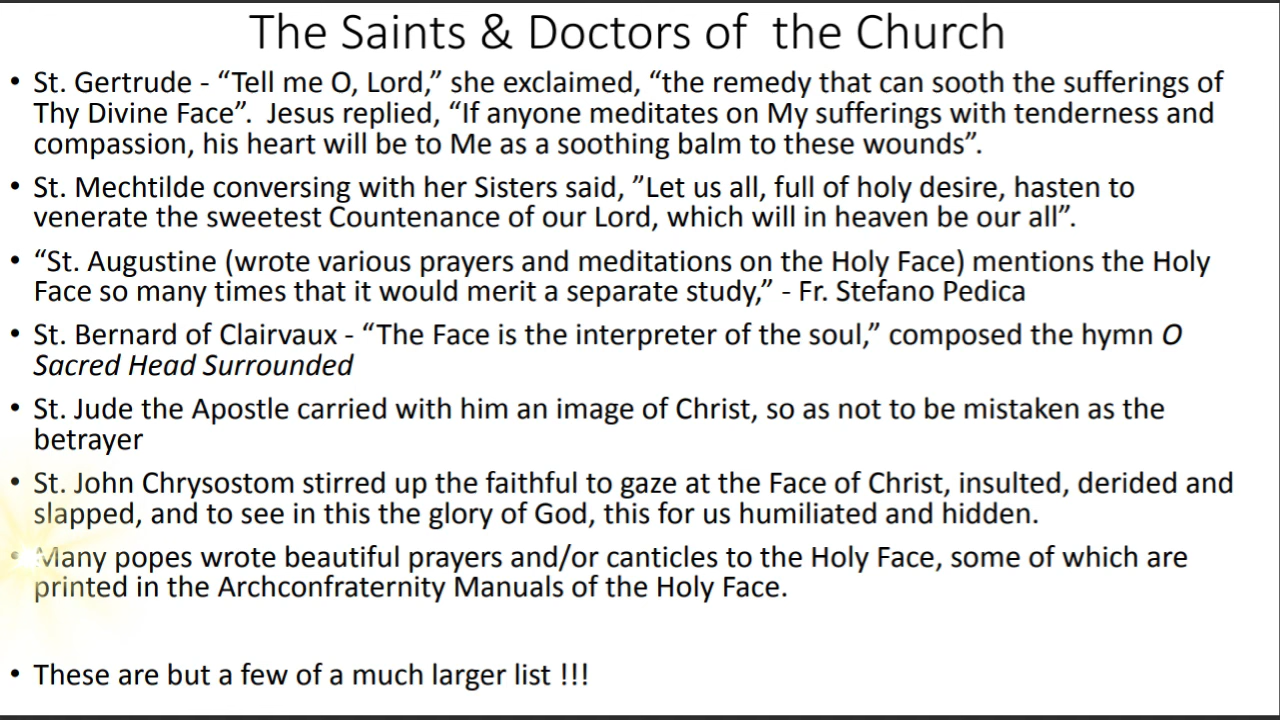 The Saints & Doctors of  the Church
• St. Gertrude - “Tell me O, Lord,” she exclaimed, “the remedy that can sooth the sufferings of
Thy Divine Face”.  Jesus replied, “If anyone meditates on My sufferings with tenderness and
compassion, his heart will be to Me as a soothing balm to these wounds”.
• St. Mechtilde conversing with her Sisters said, ”Let us all, full of holy desire, hasten to
venerate the sweetest Countenance of our Lord, which will in heaven be our all”.
• “St. Augustine (wrote various prayers and meditations on the Holy Face) mentions the Holy
Face so many times that it would merit a separate study,” - Fr. Stefano Pedica
• St. Bernard of Clairvaux - “The Face is the interpreter of the soul,” composed the hymn O
Sacred Head Surrounded
• St. Jude the Apostle carried with him an image of Christ, so as not to be mistaken as the
betrayer
• St. John Chrysostom stirred up the faithful to gaze at the Face of Christ, insulted, derided and
slapped, and to see in this the glory of God, this for us humiliated and hidden.
• Many popes wrote beautiful prayers and/or canticles to the Holy Face, some of which are
printed in the Archconfraternity Manuals of the Holy Face.
• These are but a few of a much larger list !!!